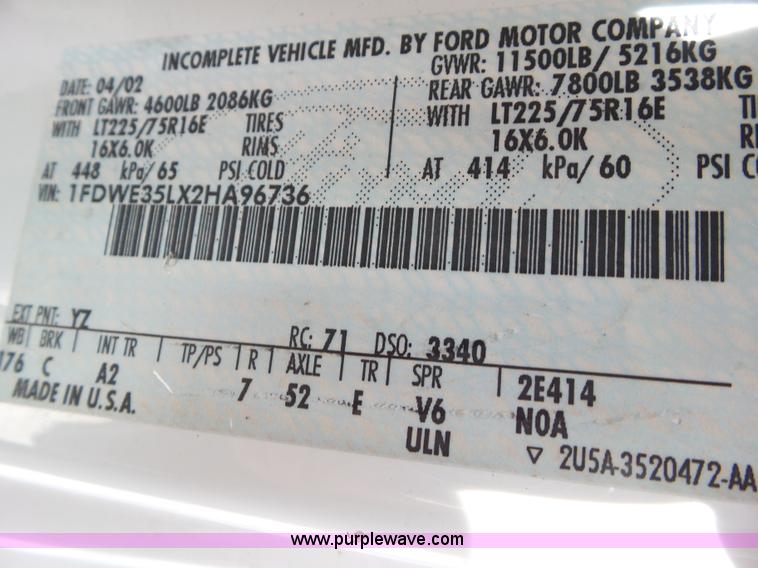 INCOMPLETE VEHICLE MFD. BY FORD MOTOR COMPANY
DATE: 04/02
GVWR: 11500LB/ 5216KG
FRONT GAWR: 4600LB 2086KG
REAR GAWR: 7800LB 3538KG
WITH LT225/75R16E TIRES
WITH LT225/75R16E TI
16X6.0K RIMS
16X6.0K RI
AT 448 kPa/ 65 PSI COLD
AT 414 kPa/ 60 PSI CO
VIN: 1FDWE35LX2HA96736
EXT PNT: YZ
RC: 71 DSO: 3340
WB BRK INT TR TP/PS R AXLE TR SPR 2E414
176 C A2 7 52 E V6 N0A
MADE IN U.S.A.
ULN
2U5A-3520472-AA
www.purplewave.com